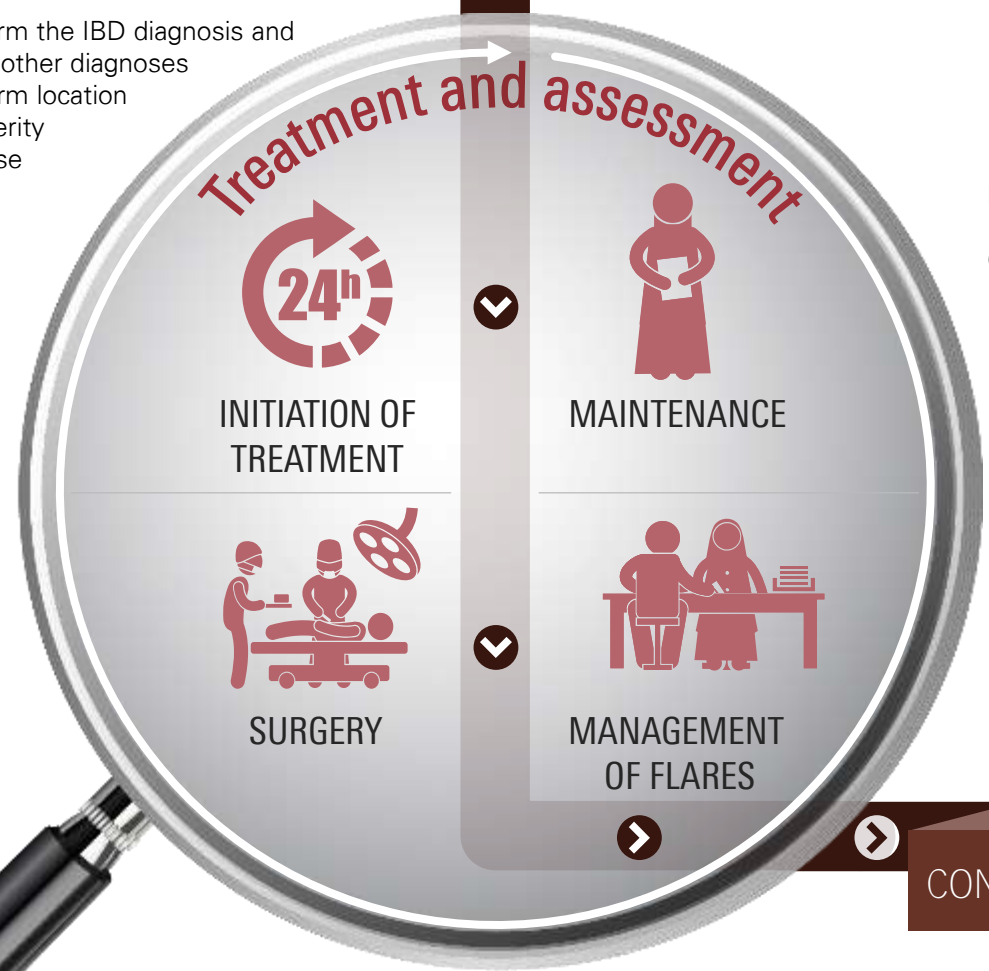 rm the IBD diagnosis and
other diagnoses
rm location
erity
se
Treatment and assessment
24h
INITIATION OF
TREATMENT
MAINTENANCE
SURGERY
MANAGEMENT
OF FLARES
CON